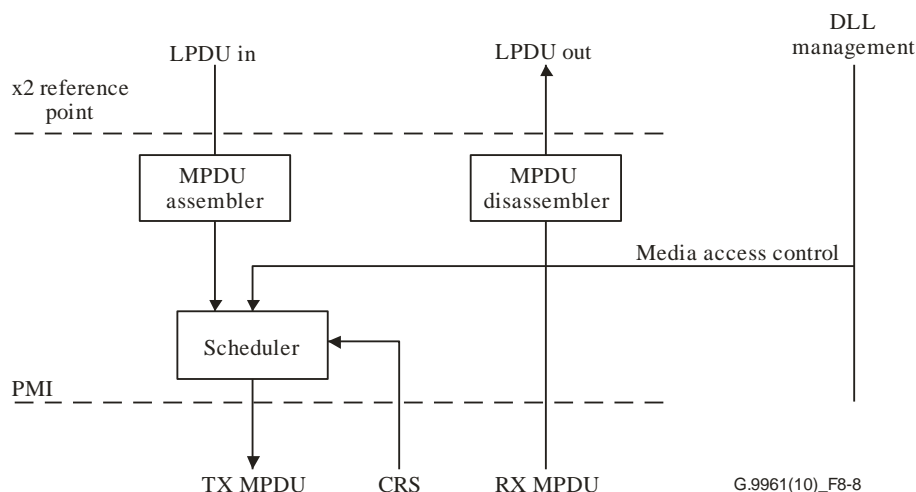 DLL
management
LPDU in
LPDU out
x2 reference
point
MPDU
assembler
MPDU
disassembler
Media access control
Scheduler
PMI
TX MPDU
CRS
RX MPDU
G.9961(10)_F8-8